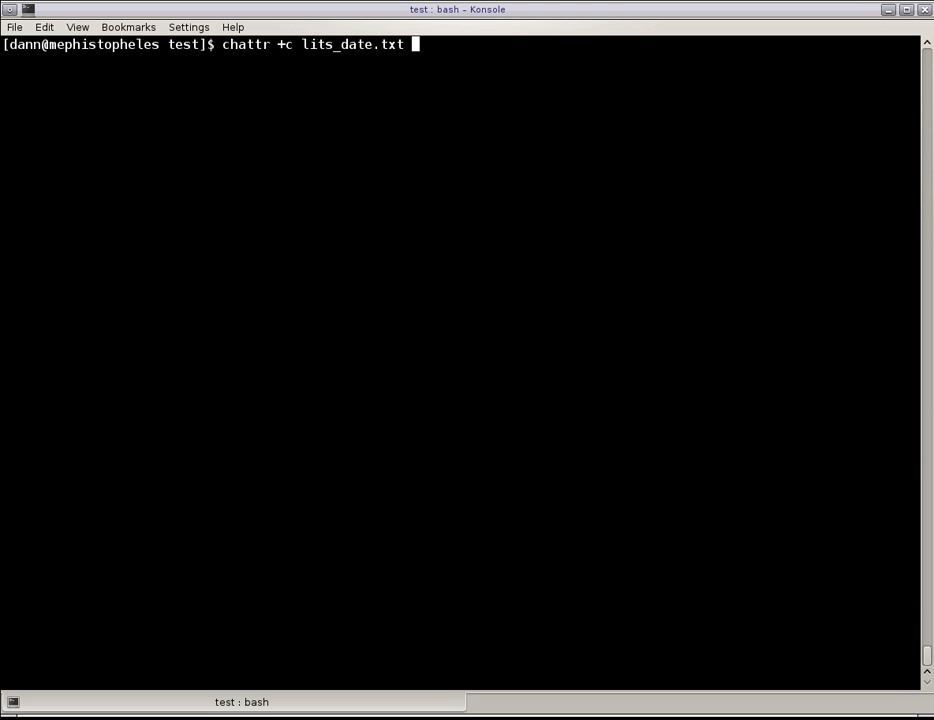 test : bash – Konsole
File Edit View Bookmarks Settings Help
[dann@mephistopheles test]$ chattr +c lits_date.txt
test : bash